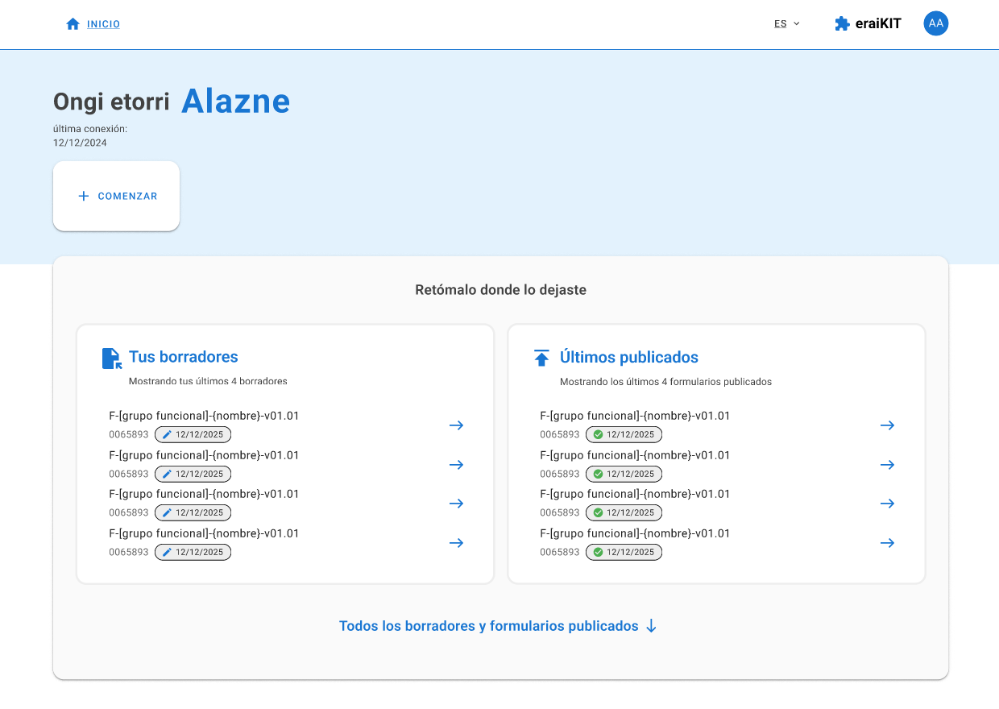 INICIO
ES
eraiKIT
AA
Ongi etorri Alazne
última conexión:
12/12/2024
COMENZAR
Retómalo donde lo dejaste
Tus borradores
Mostrando tus últimos 4 borradores
F-[grupo funcional]-{nombre}-v01.01
0065893 12/12/2025
F-[grupo funcional]-{nombre}-v01.01
0065893 12/12/2025
F-[grupo funcional]-{nombre}-v01.01
0065893 12/12/2025
F-[grupo funcional]-{nombre}-v01.01
0065893 12/12/2025
Últimos publicados
Mostrando los últimos 4 formularios publicados
F-[grupo funcional]-{nombre}-v01.01
0065893 12/12/2025
F-[grupo funcional]-{nombre}-v01.01
0065893 12/12/2025
F-[grupo funcional]-{nombre}-v01.01
0065893 12/12/2025
F-[grupo funcional]-{nombre}-v01.01
0065893 12/12/2025
Todos los borradores y formularios publicados